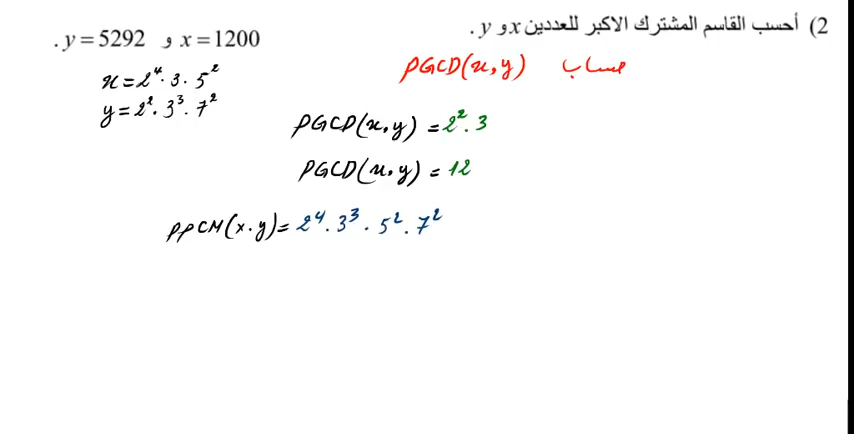 2) أحسب القاسم المشترك الاكبر للعددين x و y .
x = 1200 و y = 5292 .
حساب PGCD(x,y)
x = 2⁴ · 3 · 5²
y = 2² · 3³ · 7²
PGCD(x,y) = 2² · 3
PGCD(x,y) = 12
PPCM(x·y) = 2⁴ · 3³ · 5² · 7²